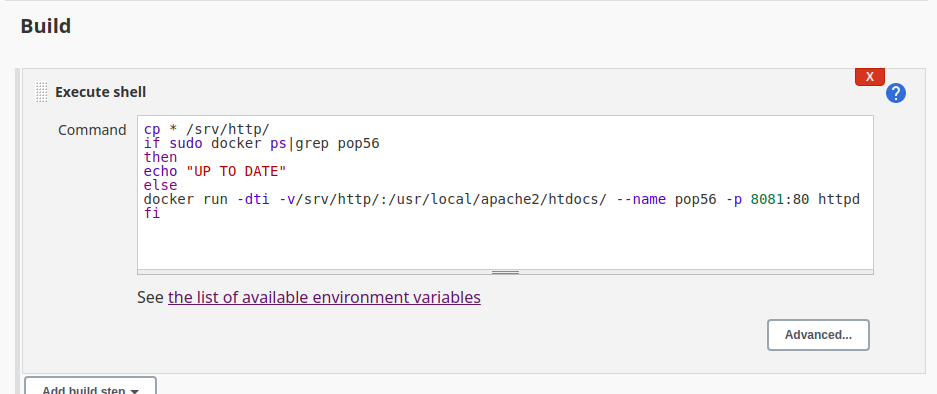 Build
X
Execute shell
?
Command
cp * /srv/http/
if sudo docker ps|grep pop56
then
echo "UP TO DATE"
else
docker run -dti -v/srv/http/:/usr/local/apache2/htdocs/ --name pop56 -p 8081:80 httpd
fi
See the list of available environment variables
Advanced...
Add build step